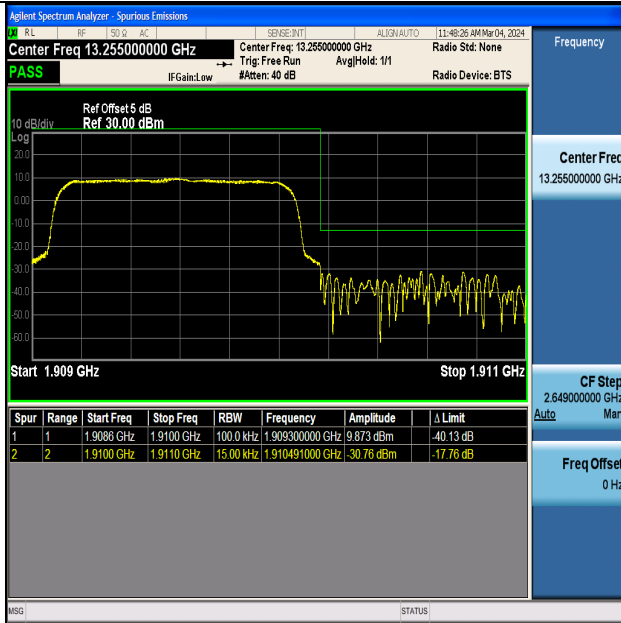 Agilent Spectrum Analyzer - Spurious Emissions
RL RF 50 Ω AC SENSE:INT ALIGNAUTO 11:48:26 AM Mar 04, 2024
Center Freq 13.255000000 GHz
Center Freq: 13.255000000 GHz
Radio Std: None
Trig: Free Run Avg|Hold: 1/1
PASS
IFGain:Low
#Atten: 40 dB
Radio Device: BTS
Frequency
Ref Offset 5 dB
10 dB/div Ref 30.00 dBm
Log
20.0
10.0
0.00
-10.0
-20.0
-30.0
-40.0
-50.0
-60.0
Start 1.909 GHz Stop 1.911 GHz
Spur Range Start Freq Stop Freq RBW Frequency Amplitude Δ Limit
1 1 1.9086 GHz 1.9100 GHz 100.0 kHz 1.909300000 GHz 9.873 dBm -40.13 dB
2 2 1.9100 GHz 1.9110 GHz 15.00 kHz 1.910491000 GHz -30.76 dBm -17.76 dB
Center Freq
13.255000000 GHz
CF Step
2.649000000 GHz
Auto Man
Freq Offset
0 Hz
MSG STATUS